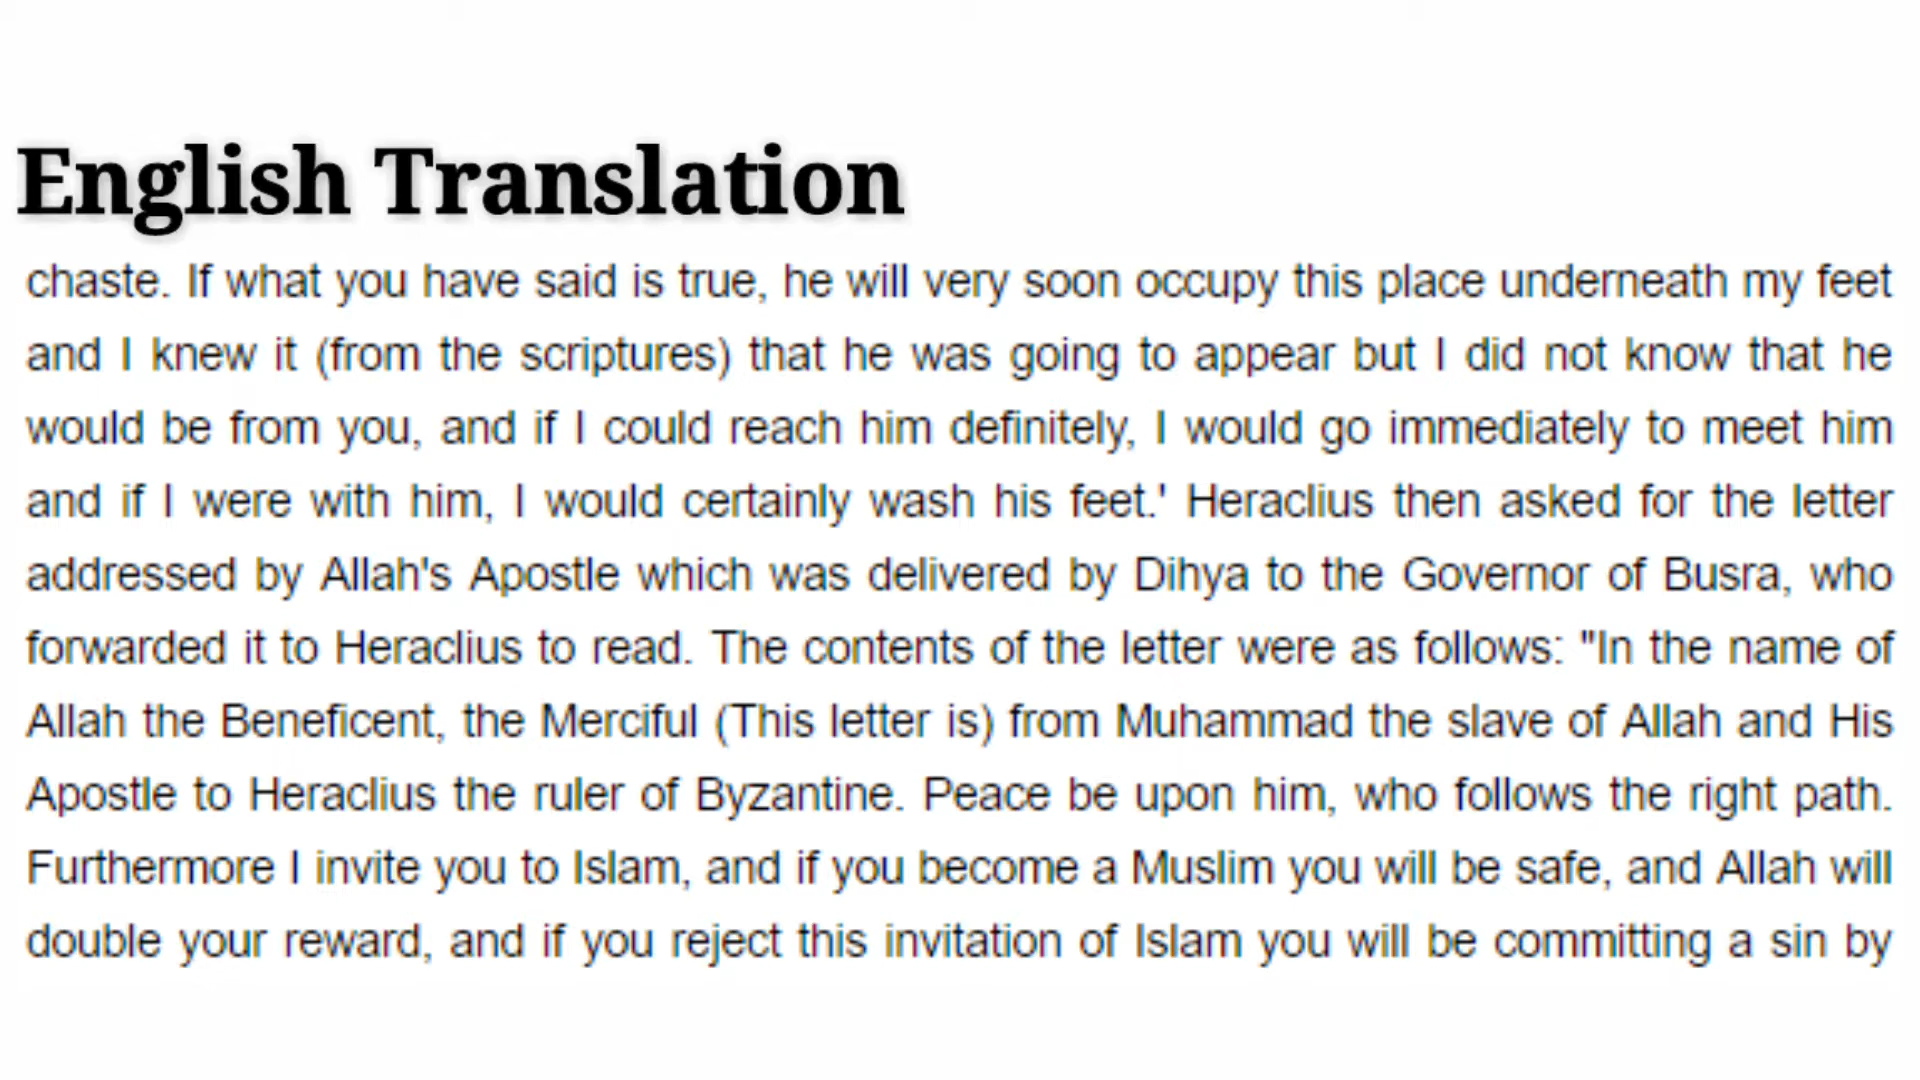 English Translation
chaste. If what you have said is true, he will very soon occupy this place underneath my feet
and I knew it (from the scriptures) that he was going to appear but I did not know that he
would be from you, and if I could reach him definitely, I would go immediately to meet him
and if I were with him, I would certainly wash his feet.' Heraclius then asked for the letter
addressed by Allah's Apostle which was delivered by Dihya to the Governor of Busra, who
forwarded it to Heraclius to read. The contents of the letter were as follows: "In the name of
Allah the Beneficent, the Merciful (This letter is) from Muhammad the slave of Allah and His
Apostle to Heraclius the ruler of Byzantine. Peace be upon him, who follows the right path.
Furthermore I invite you to Islam, and if you become a Muslim you will be safe, and Allah will
double your reward, and if you reject this invitation of Islam you will be committing a sin by